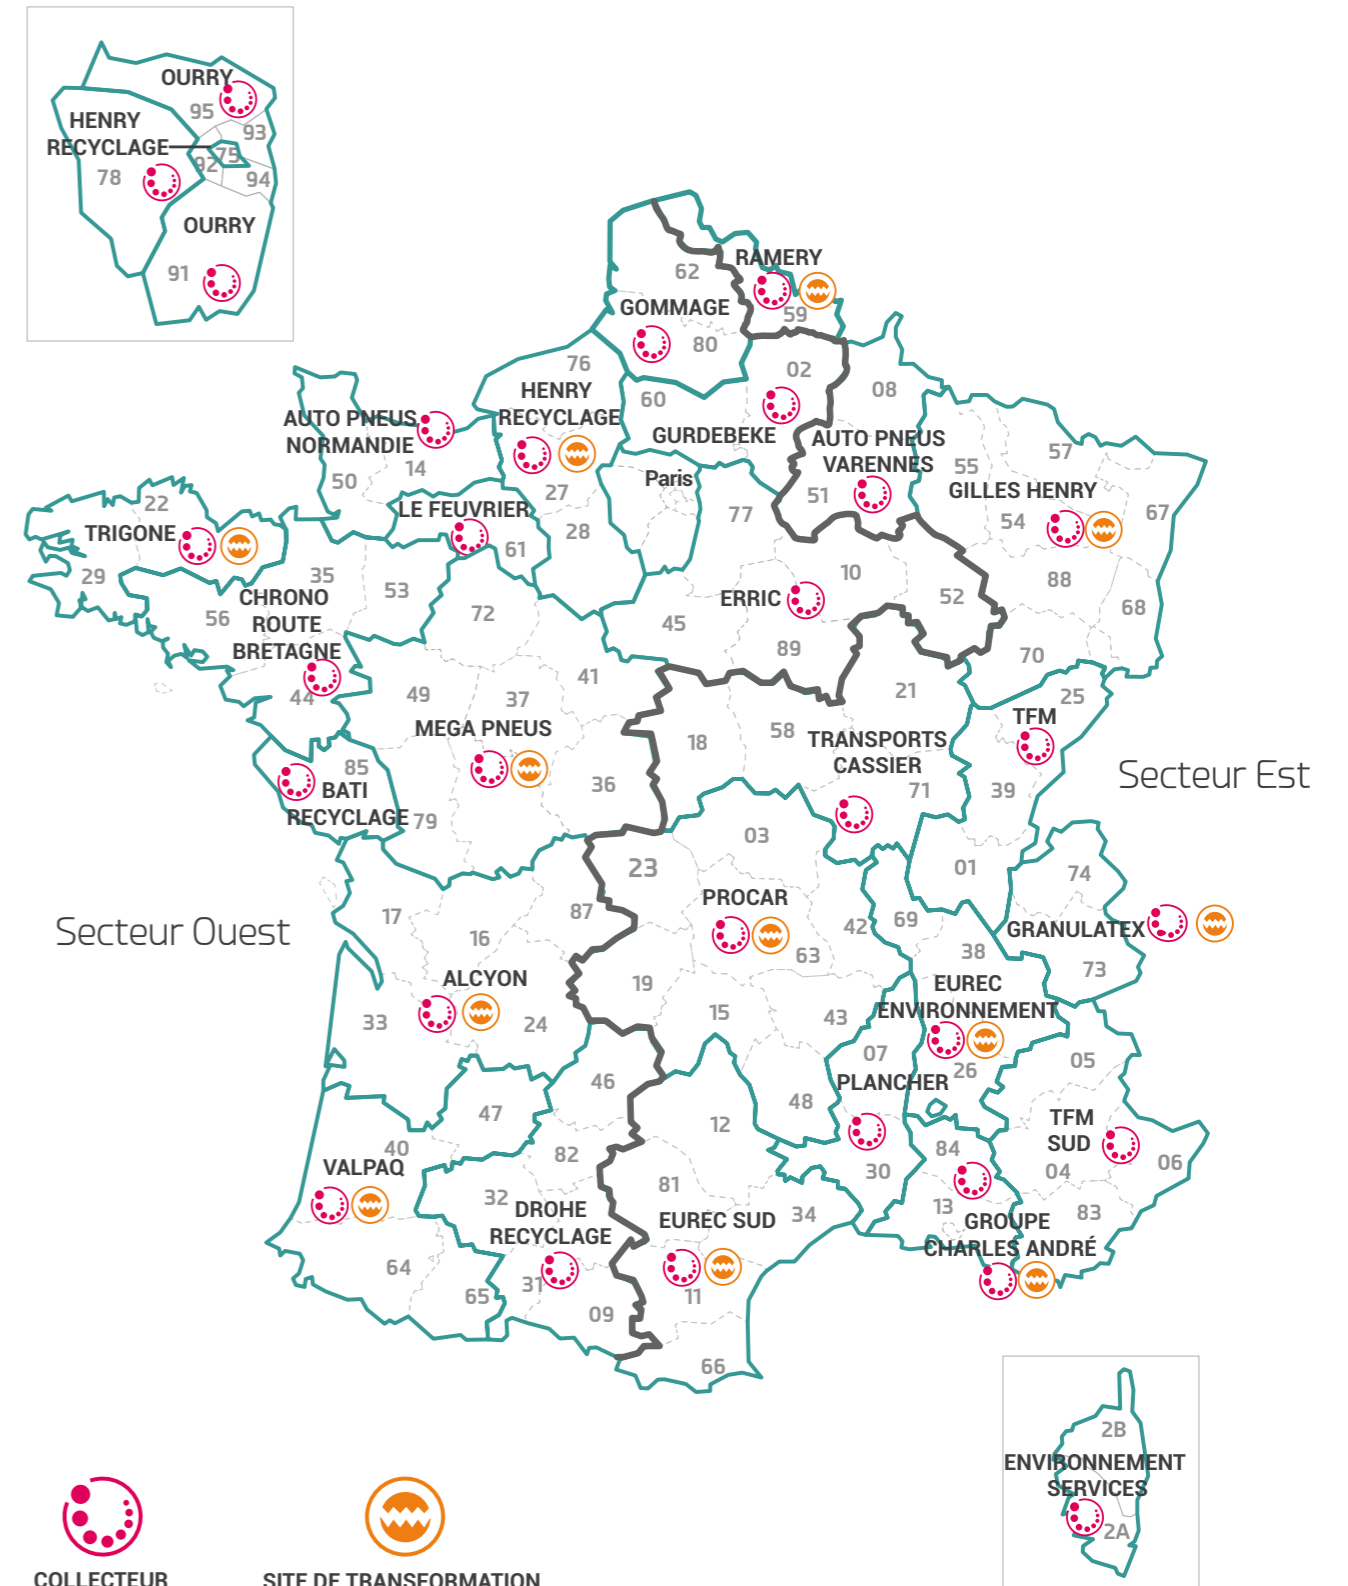 OURRY
95
HENRY
RECYCLAGE
93
92
75
78
94
OURRY
91
RAMERY
62
59
GOMMAGE
80
76
02
08
HENRY
RECYCLAGE
60
GURDEBEKE
AUTO PNEUS
NORMANDIE
50
14
AUTO PNEUS
VARENNES
51
55
57
GILLES HENRY
54
67
88
68
70
Paris
77
27
28
LE FEUVRIER
61
22
TRIGONE
29
35
53
56
CHRONO
ROUTE
BRETAGNE
44
72
10
52
ERRIC
45
89
41
49
37
MEGA PNEUS
36
79
85
BATI
RECYCLAGE
21
25
TFM
18
58
TRANSPORTS
CASSIER
71
39
Secteur Est
03
01
74
23
PROCAR
63
42
69
38
GRANULATEX
73
Secteur Ouest
17
16
87
ALCYON
33
24
19
15
43
EUREC
ENVIRONNEMENT
26
07
PLANCHER
05
46
47
12
48
TFM
SUD
04
06
40
VALPAQ
82
81
30
84
13
83
32
DROHE
RECYCLAGE
EUREC SUD
34
GROUPE
CHARLES ANDRÉ
64
65
31
09
11
66
2B
ENVIRONNEMENT
SERVICES
2A
COLLECTEUR
SITE DE TRANSFORMATION